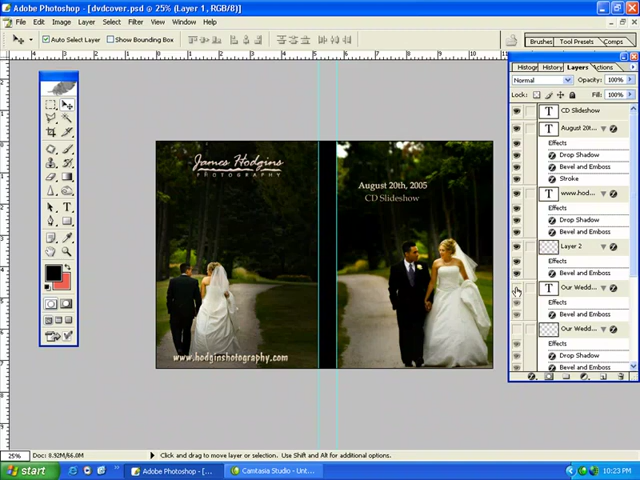 Adobe Photoshop - [dvdcover.psd @ 25% (Layer 1, RGB/8)]
File Edit Image Layer Select Filter View Window Help
Auto Select Layer Show Bounding Box
Brushes Tool Presets Comps
History Layers Actions
Normal Opacity: 100%
Lock: Fill: 100%
CD Slideshow
August 20t...
Effects
Drop Shadow
Bevel and Emboss
Stroke
www.hod...
Effects
Drop Shadow
Bevel and Emboss
Layer 2
Effects
Bevel and Emboss
Our Wedd...
Effects
Bevel and Emboss
Our Wedd...
Effects
Drop Shadow
Bevel and Emboss
James Hodgins
PHOTOGRAPHY
August 20th, 2005
CD Slideshow
www.hodginsphotography.com
25% Doc: 8.92M/66.0M Click and drag to move layer or selection. Use Shift and Alt for additional options.
start Adobe Photoshop - [... Camtasia Studio - Unt... 10:23 PM